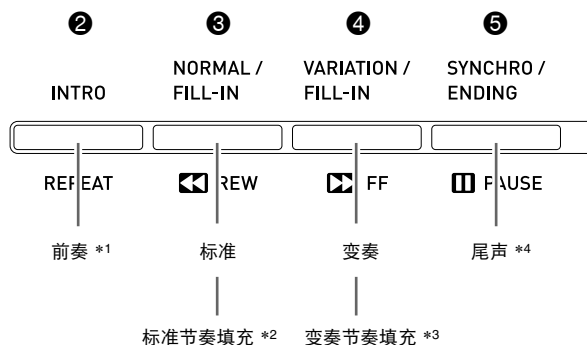 ❷ ❸ ❹ ❺
NORMAL / VARIATION / SYNCHRO /
INTRO FILL-IN FILL-IN ENDING
REPEAT REW FF PAUSE
前奏 *1 标准 变奏 尾声 *4
标准节奏填充 *2 变奏节奏填充 *3